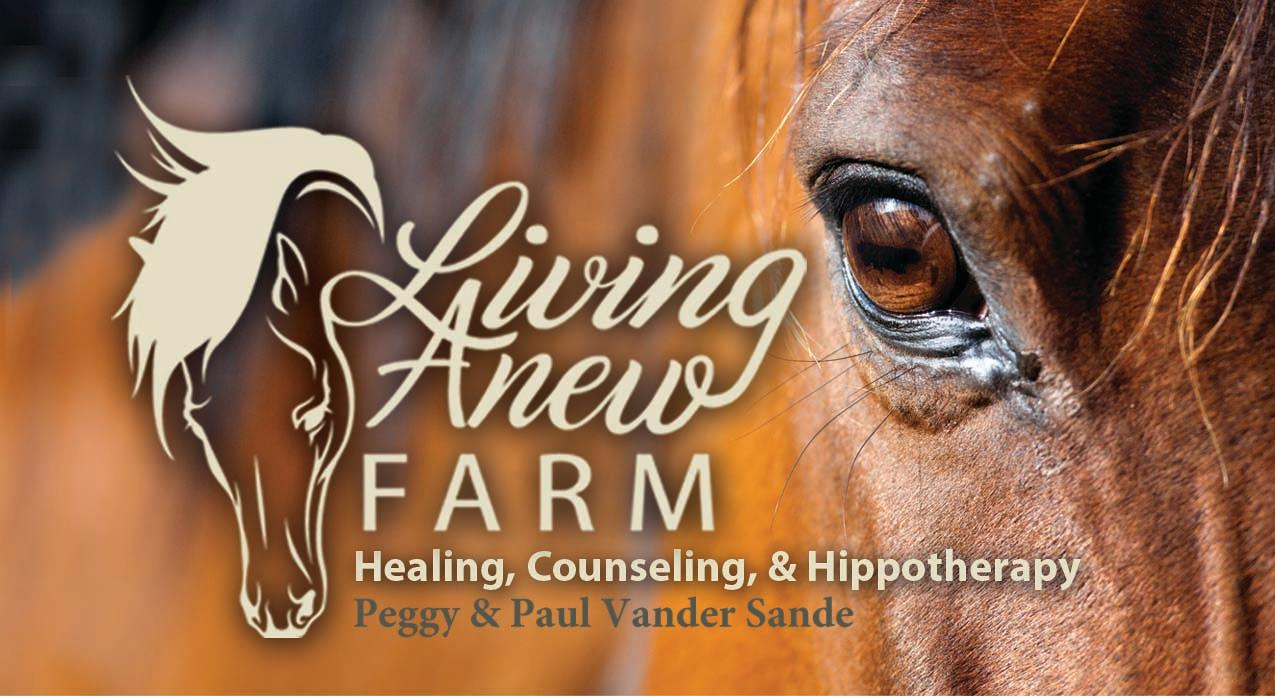 Living
Anew
FARM
Healing, Counseling, & Hippotherapy
Peggy & Paul Vander Sande